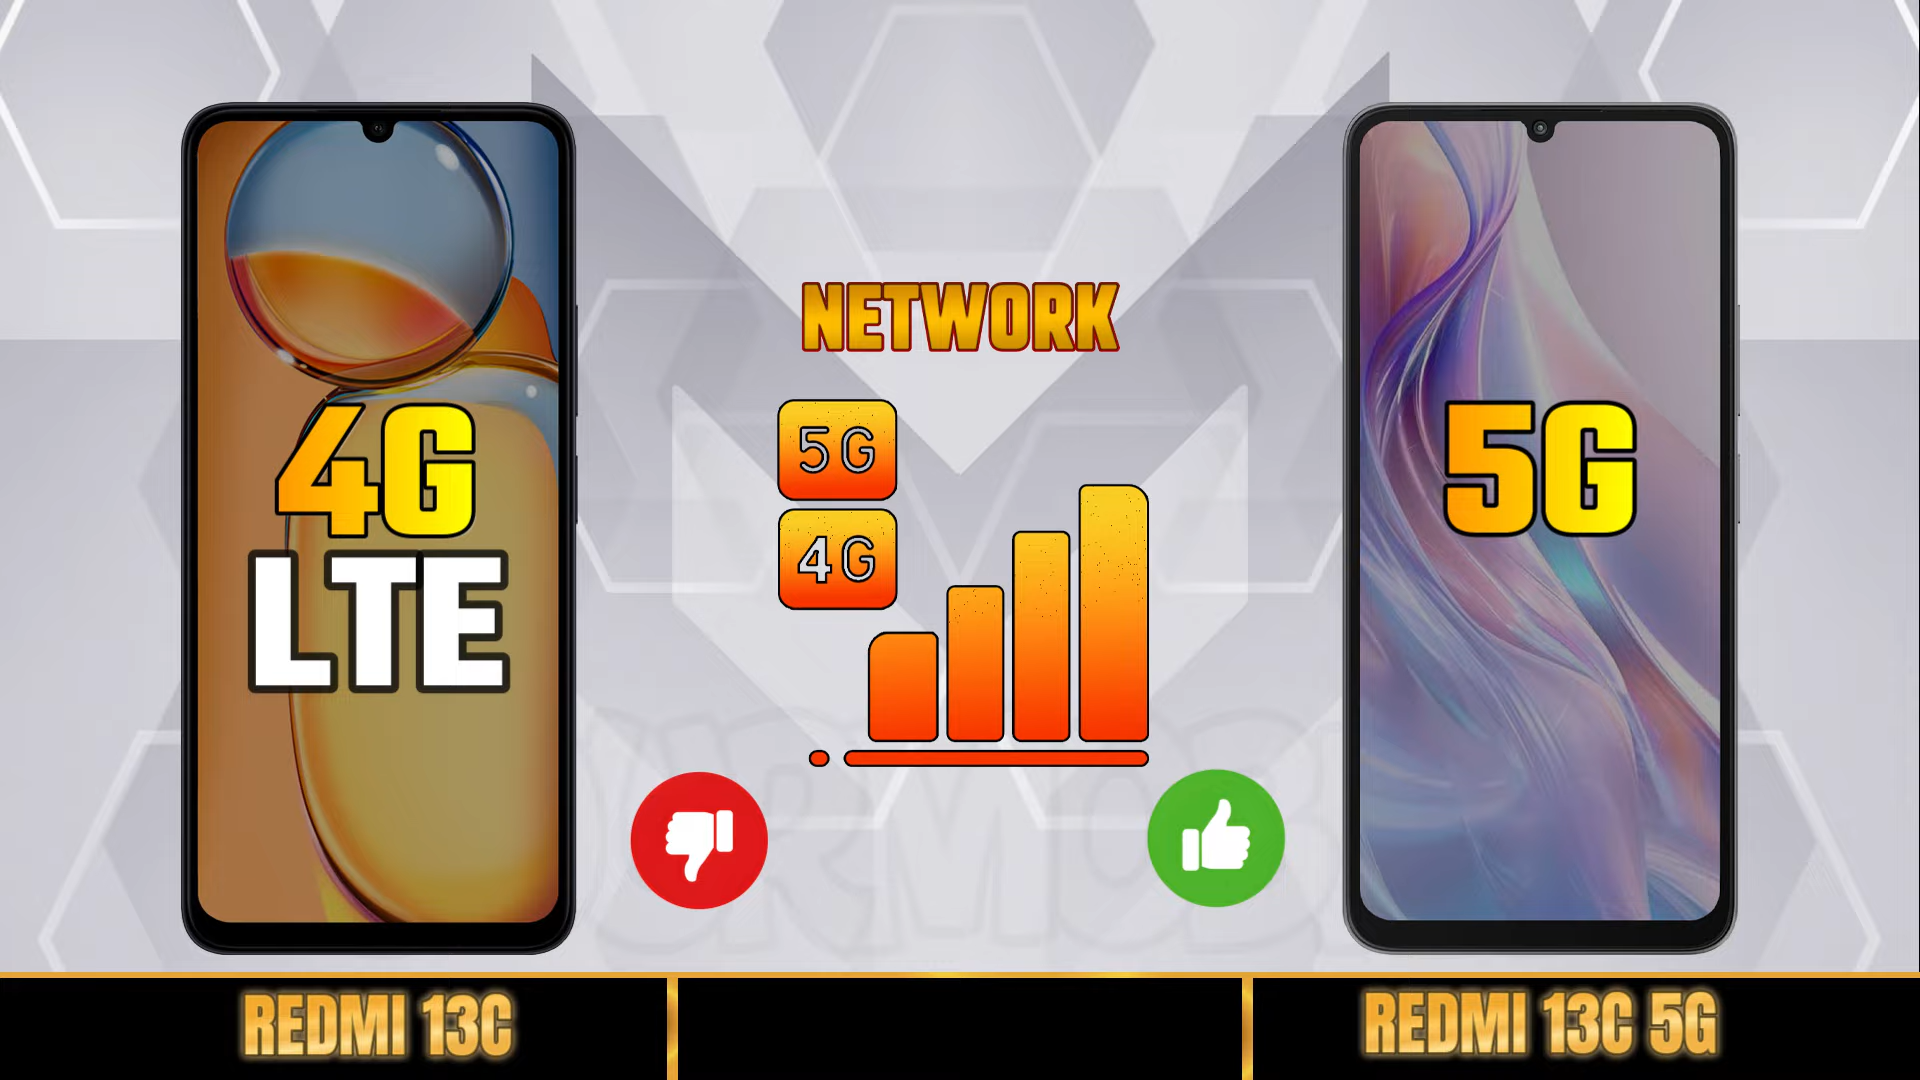 NETWORK
4G
LTE
5G
4G
5G
REDMI 13C
REDMI 13C 5G